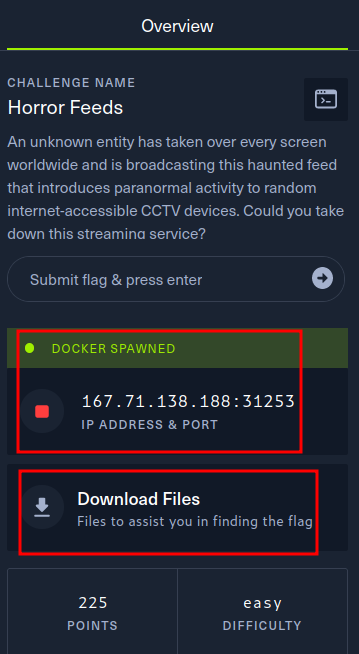 Overview
CHALLENGE NAME
Horror Feeds
An unknown entity has taken over every screen
worldwide and is broadcasting this haunted feed
that introduces paranormal activity to random
internet-accessible CCTV devices. Could you take
down this streaming service?
Submit flag & press enter
DOCKER SPAWNED
167.71.138.188:31253
IP ADDRESS & PORT
Download Files
Files to assist you in finding the flag
225
easy
POINTS
DIFFICULTY